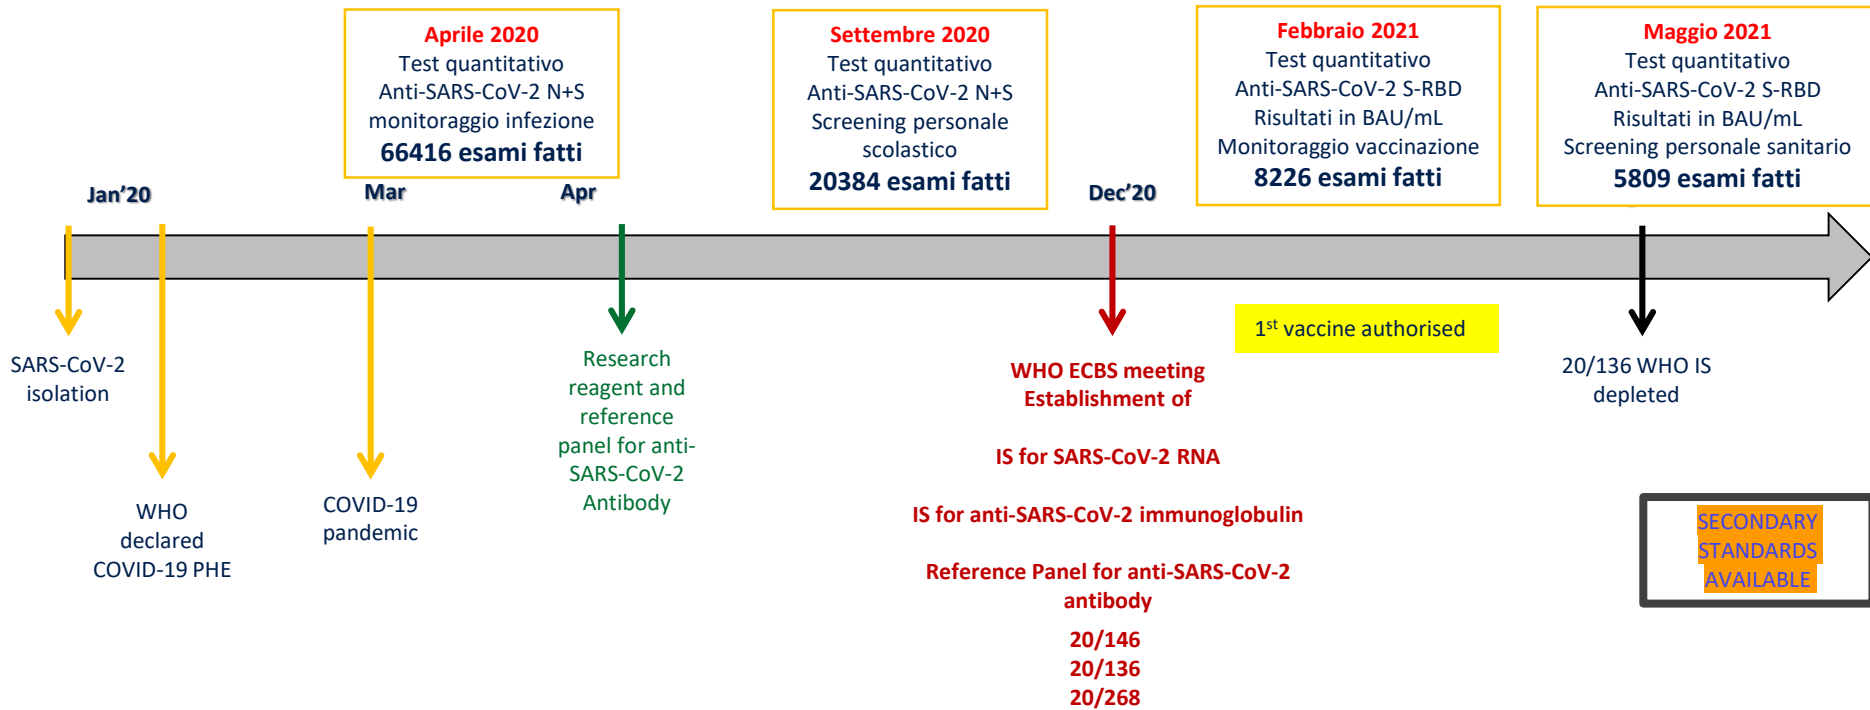 Aprile 2020
Test quantitativo
Anti-SARS-CoV-2 N+S
monitoraggio infezione
66416 esami fatti
Settembre 2020
Test quantitativo
Anti-SARS-CoV-2 N+S
Screening personale
scolastico
20384 esami fatti
Febbraio 2021
Test quantitativo
Anti-SARS-CoV-2 S-RBD
Risultati in BAU/mL
Monitoraggio vaccinazione
8226 esami fatti
Maggio 2021
Test quantitativo
Anti-SARS-CoV-2 S-RBD
Risultati in BAU/mL
Screening personale sanitario
5809 esami fatti
Jan'20
Mar
Apr
Dec'20
SARS-CoV-2
isolation
WHO
declared
COVID-19 PHE
COVID-19
pandemic
Research
reagent and
reference
panel for anti-
SARS-CoV-2
Antibody
WHO ECBS meeting
Establishment of
IS for SARS-CoV-2 RNA
IS for anti-SARS-CoV-2 immunoglobulin
Reference Panel for anti-SARS-CoV-2
antibody
20/146
20/136
20/268
1st vaccine authorised
20/136 WHO IS
depleted
SECONDARY
STANDARDS
AVAILABLE